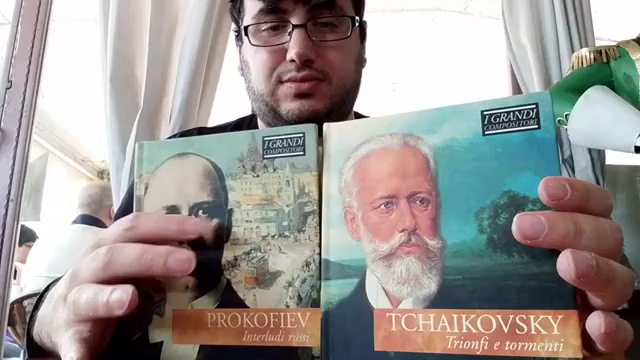 I GRANDI
COMPOSITORI
PROKOFIEV
Interludi russi
I GRANDI
COMPOSITORI
TCHAIKOVSKY
Trionfi e tormenti